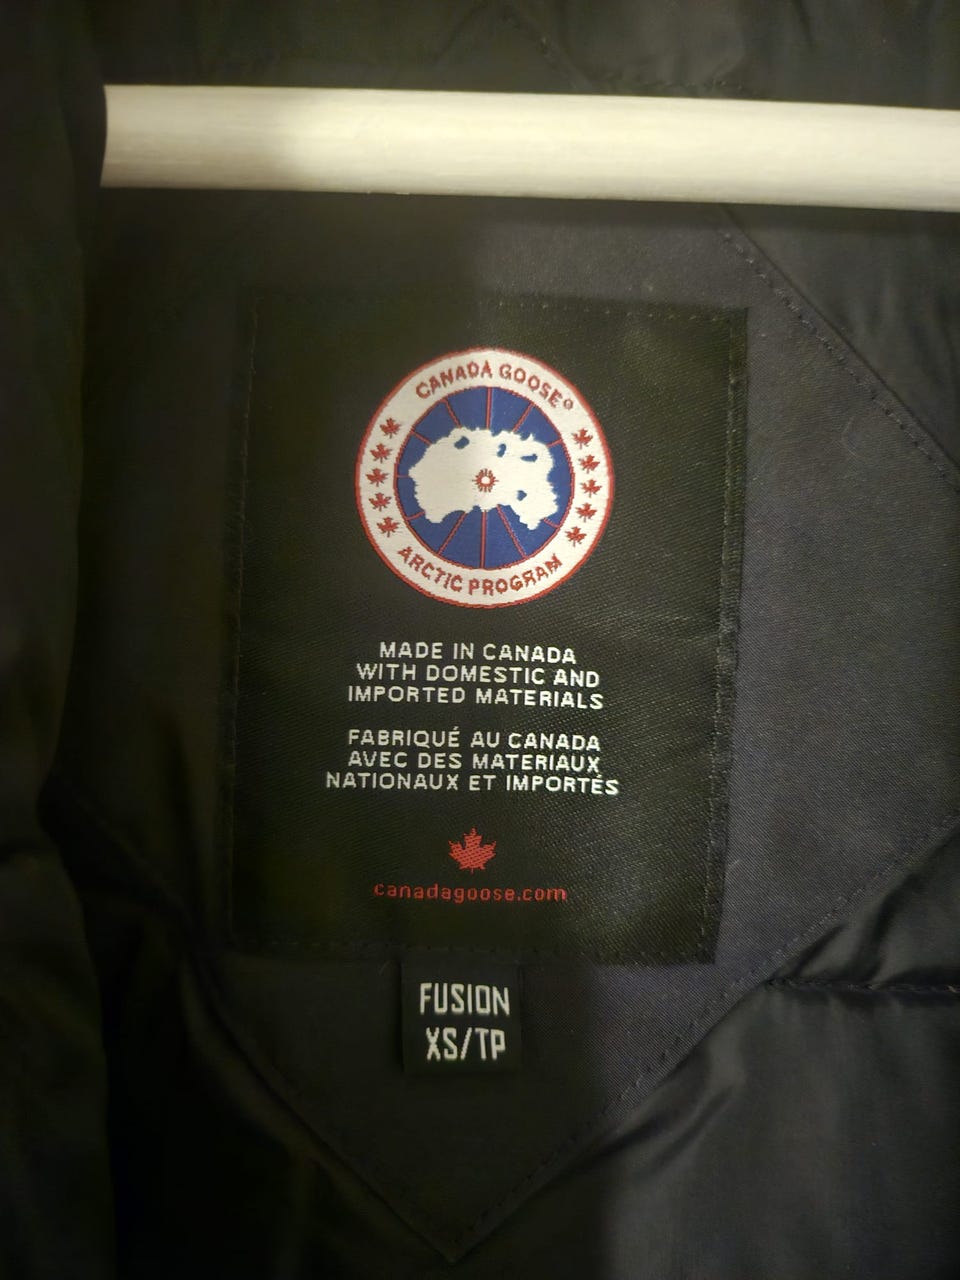 CANADA GOOSE®
ARCTIC PROGRAM
MADE IN CANADA
WITH DOMESTIC AND
IMPORTED MATERIALS
FABRIQUÉ AU CANADA
AVEC DES MATERIAUX
NATIONAUX ET IMPORTÉS
canadagoose.com
FUSION
XS/TP